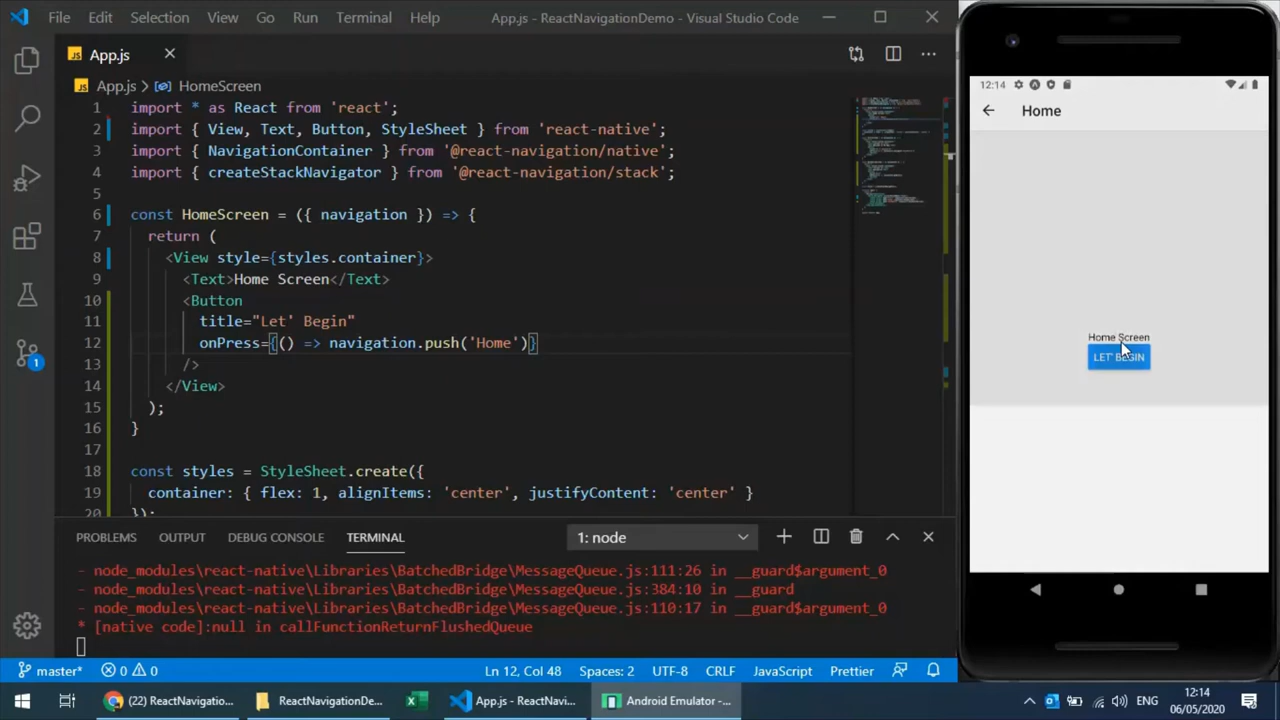 File Edit Selection View Go Run Terminal Help App.js - ReactNavigationDemo - Visual Studio Code
JS App.js
JS App.js > HomeScreen
1 import * as React from 'react';
2 import { View, Text, Button, StyleSheet } from 'react-native';
3 import { NavigationContainer } from '@react-navigation/native';
4 import { createStackNavigator } from '@react-navigation/stack';
5
6 const HomeScreen = ({ navigation }) => {
7 return (
8 <View style={styles.container}>
9 <Text>Home Screen</Text>
10 <Button
11 title="Let' Begin"
12 onPress={() => navigation.push('Home')}
13 />
14 </View>
15 );
16 }
17
18 const styles = StyleSheet.create({
19 container: { flex: 1, alignItems: 'center', justifyContent: 'center' }
20 });
PROBLEMS OUTPUT DEBUG CONSOLE TERMINAL 1: node
- node_modules\react-native\Libraries\BatchedBridge\MessageQueue.js:111:26 in __guard$argument_0
- node_modules\react-native\Libraries\BatchedBridge\MessageQueue.js:384:10 in __guard
- node_modules\react-native\Libraries\BatchedBridge\MessageQueue.js:110:17 in __guard$argument_0
* [native code]:null in callFunctionReturnFlushedQueue
1
master* 0 0 Ln 12, Col 48 Spaces: 2 UTF-8 CRLF JavaScript Prettier
12:14
Home
Home Screen
LET' BEGIN
(22) ReactNavigatio... ReactNavigationDe... App.js - ReactNavi... Android Emulator -... ENG 12:14
06/05/2020